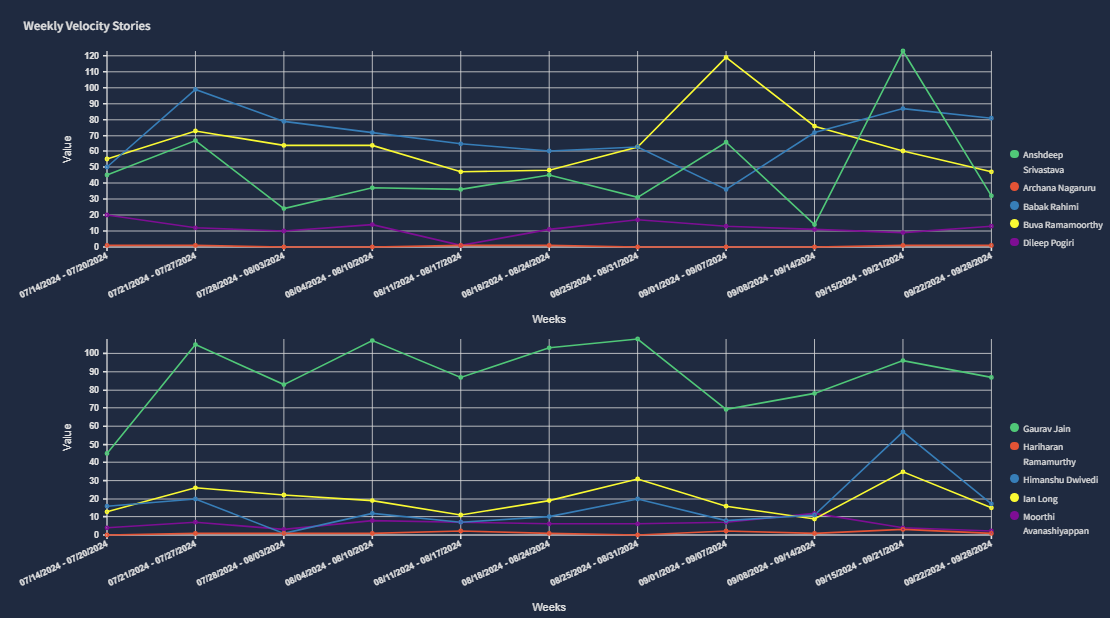 Weekly Velocity Stories
120
110
100
90
80
70
60
50
40
30
20
10
0
Value
07/14/2024 - 07/20/2024
07/21/2024 - 07/27/2024
07/28/2024 - 08/03/2024
08/04/2024 - 08/10/2024
08/11/2024 - 08/17/2024
08/18/2024 - 08/24/2024
08/25/2024 - 08/31/2024
09/01/2024 - 09/07/2024
09/08/2024 - 09/14/2024
09/15/2024 - 09/21/2024
09/22/2024 - 09/28/2024
Weeks
Anshdeep
Srivastava
Archana Nagaruru
Babak Rahimi
Buva Ramamoorthy
Dileep Pogiri
100
90
80
70
60
50
40
30
20
10
0
Value
07/14/2024 - 07/20/2024
07/21/2024 - 07/27/2024
07/28/2024 - 08/03/2024
08/04/2024 - 08/10/2024
08/11/2024 - 08/17/2024
08/18/2024 - 08/24/2024
08/25/2024 - 08/31/2024
09/01/2024 - 09/07/2024
09/08/2024 - 09/14/2024
09/15/2024 - 09/21/2024
09/22/2024 - 09/28/2024
Weeks
Gaurav Jain
Hariharan
Ramamurthy
Himanshu Dwivedi
Ian Long
Moorthi
Avanashiyappan